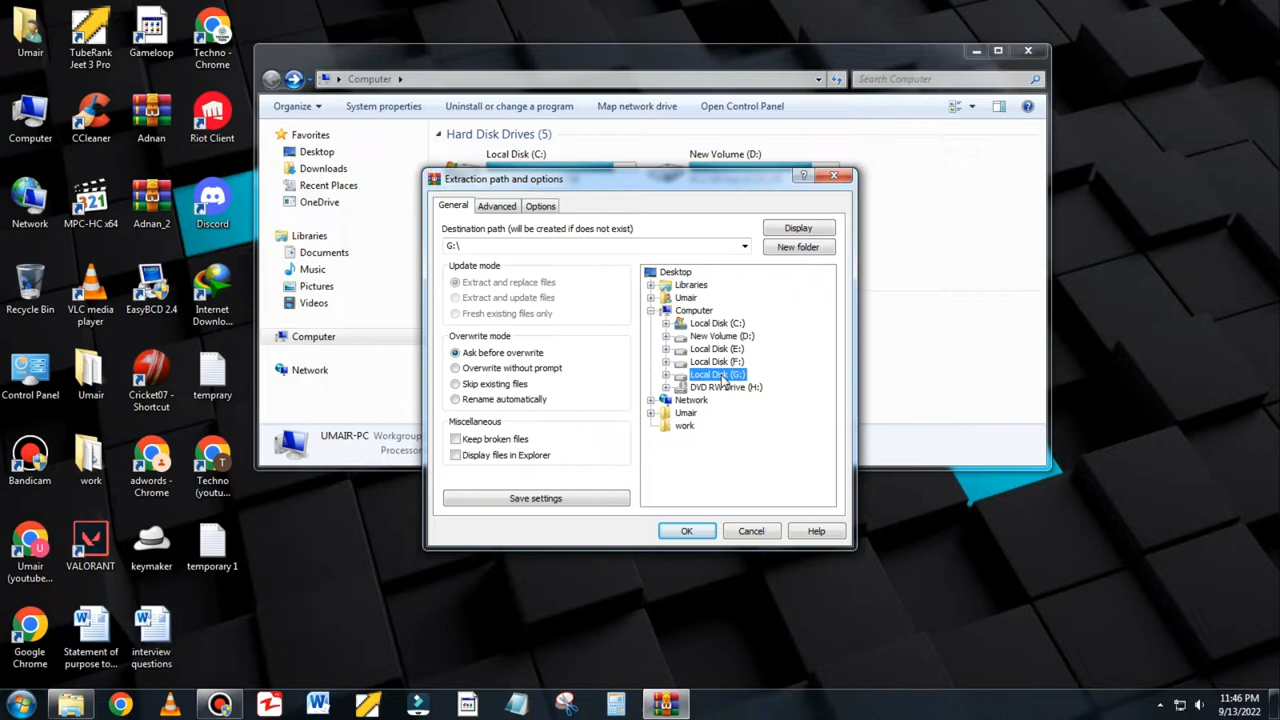 Umair
TubeRank
Jeet 3 Pro
Gameloop
Techno -
Chrome
Computer
CCleaner
Adnan
Riot Client
Network
MPC-HC x64
Adnan_2
Discord
Recycle Bin
VLC media
player
EasyBCD 2.4
Internet
Downlo...
Control Panel
Umair
Cricket07 -
Shortcut
temprary
Bandicam
work
adwords -
Chrome
Techno
(youtu...
Umair
(youtube...
VALORANT
keymaker
temporary 1
Google
Chrome
Statement of
purpose to...
interview
questions
Computer
Search Computer
Organize
System properties
Uninstall or change a program
Map network drive
Open Control Panel
Favorites
Desktop
Downloads
Recent Places
OneDrive
Libraries
Documents
Music
Pictures
Videos
Computer
Network
Hard Disk Drives (5)
Local Disk (C:)
New Volume (D:)
UMAIR-PC Workgroup
Processor
Extraction path and options
General
Advanced
Options
Destination path (will be created if does not exist)
Display
G:\
New folder
Update mode
Extract and replace files
Extract and update files
Fresh existing files only
Overwrite mode
Ask before overwrite
Overwrite without prompt
Skip existing files
Rename automatically
Miscellaneous
Keep broken files
Display files in Explorer
Save settings
Desktop
Libraries
Umair
Computer
Local Disk (C:)
New Volume (D:)
Local Disk (E:)
Local Disk (F:)
Local Disk (G:)
DVD RW Drive (H:)
Network
Umair
work
OK
Cancel
Help
11:46 PM
9/13/2022